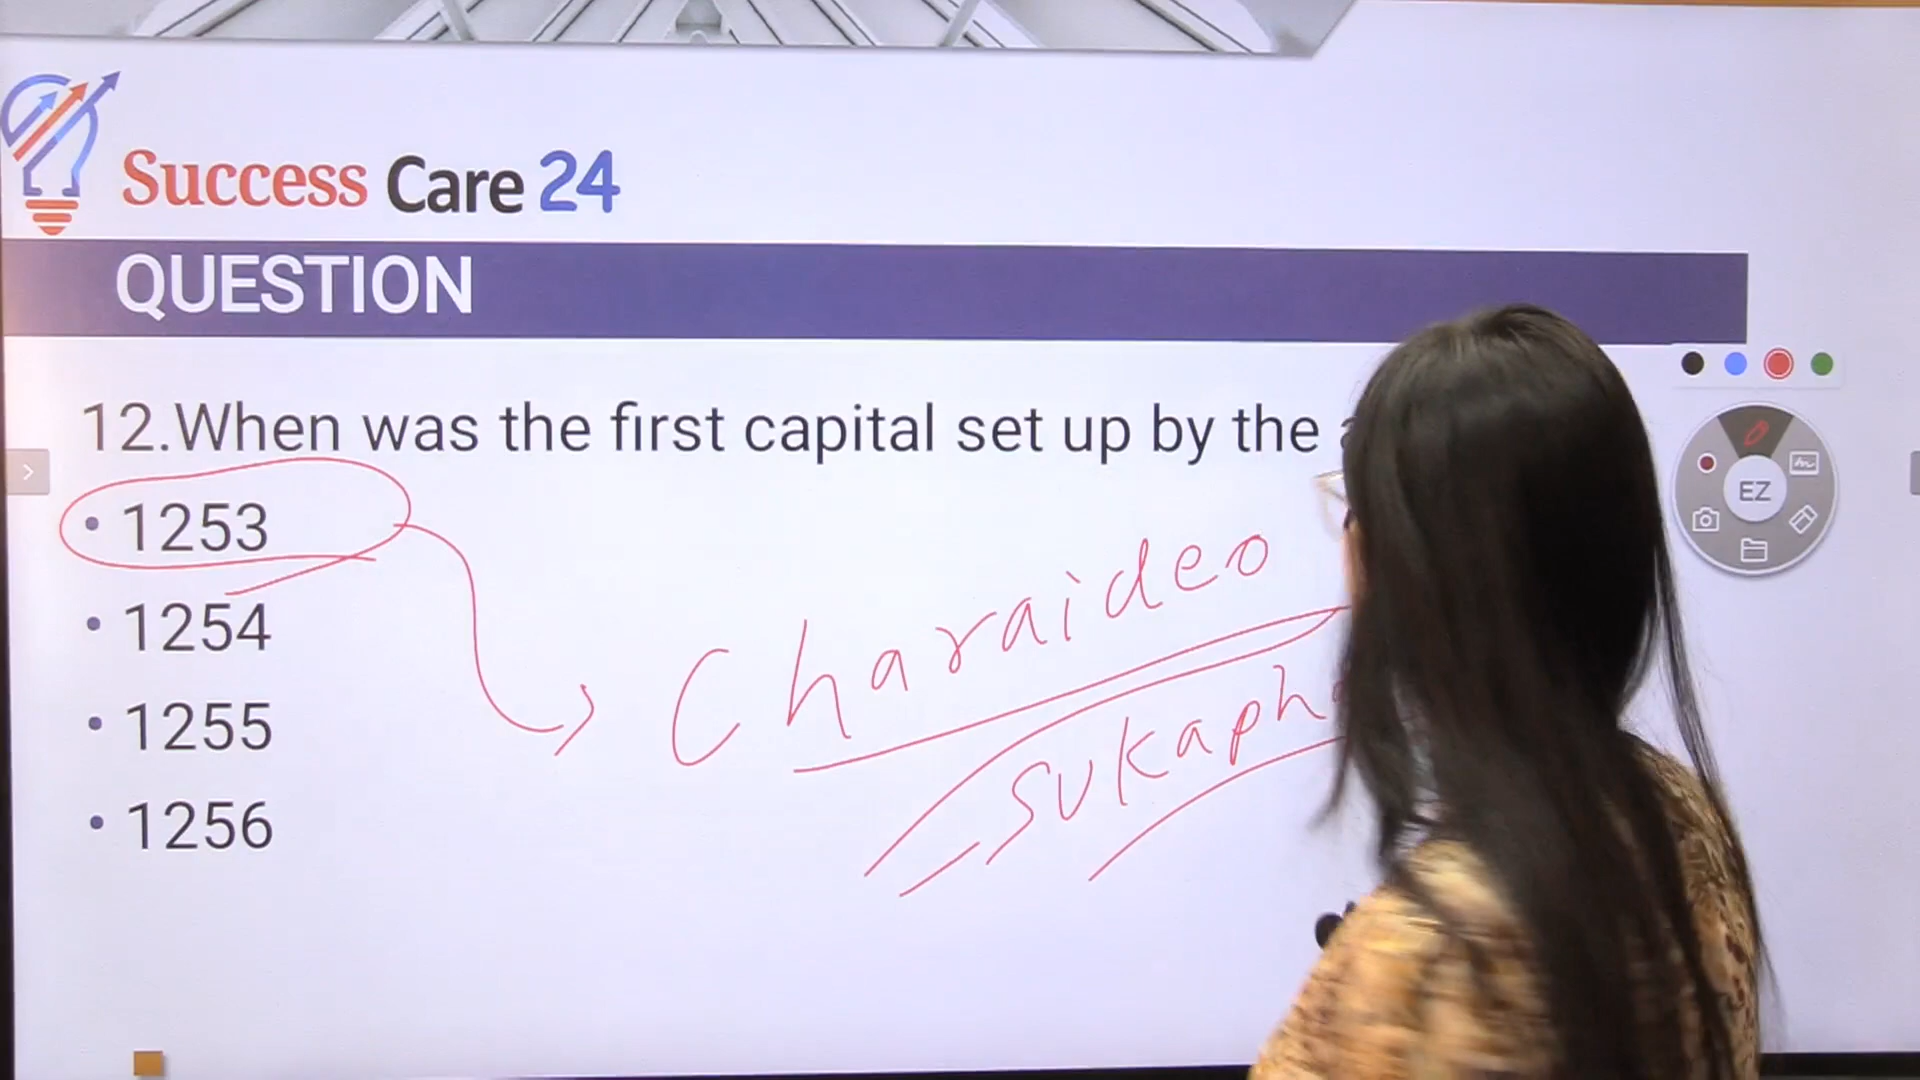 Success Care 24
QUESTION
12.When was the first capital set up by the
• 1253
• 1254
• 1255
• 1256
Charaideo
EZ